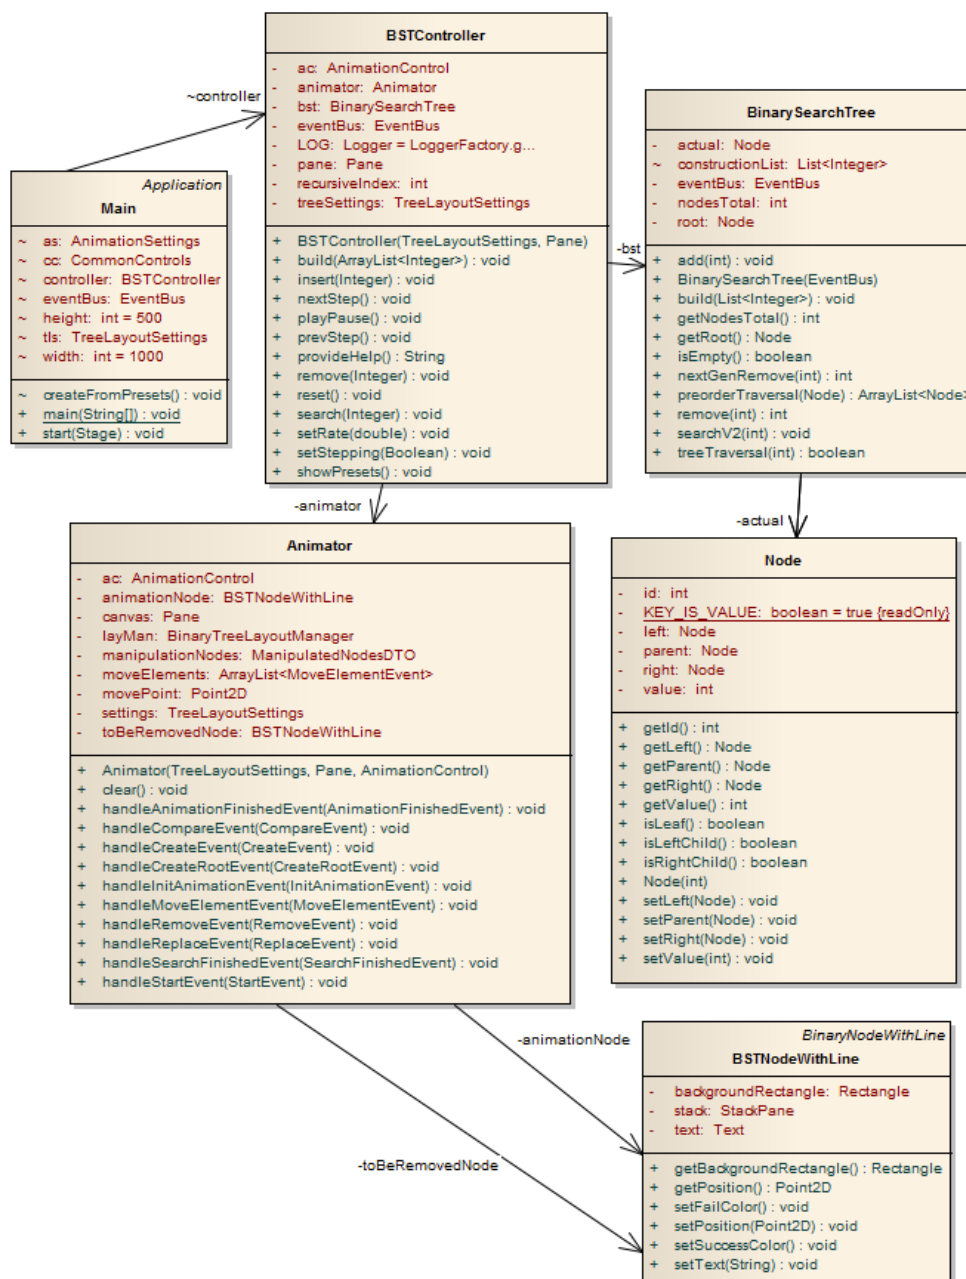 BSTController
- ac: AnimationControl
- animator: Animator
- bst: BinarySearchTree
- eventBus: EventBus
- LOG: Logger = LoggerFactory.g...
- pane: Pane
- recursiveIndex: int
- treeSettings: TreeLayoutSettings
+ BSTController(TreeLayoutSettings, Pane)
+ build(ArrayList<Integer>) : void
+ insert(Integer) : void
+ nextStep() : void
+ playPause() : void
+ prevStep() : void
+ provideHelp() : String
+ remove(Integer) : void
+ reset() : void
+ search(Integer) : void
+ setRate(double) : void
+ setStepping(Boolean) : void
+ showPresets() : void
~controller
Application
Main
~ as: AnimationSettings
~ cc: CommonControls
~ controller: BSTController
~ eventBus: EventBus
~ height: int = 500
~ tls: TreeLayoutSettings
~ width: int = 1000
~ createFromPresets() : void
+ main(String[]) : void
+ start(Stage) : void
-bst
BinarySearchTree
- actual: Node
~ constructionList: List<Integer>
- eventBus: EventBus
- nodesTotal: int
- root: Node
+ add(int) : void
+ BinarySearchTree(EventBus)
+ build(List<Integer>) : void
+ getNodesTotal() : int
+ getRoot() : Node
+ isEmpty() : boolean
+ nextGenRemove(int) : int
+ preorderTraversal(Node) : ArrayList<Node>
+ remove(int) : int
+ searchV2(int) : void
+ treeTraversal(int) : boolean
-animator
-actual
Animator
- ac: AnimationControl
- animationNode: BSTNodeWithLine
- canvas: Pane
- layMan: BinaryTreeLayoutManager
- manipulationNodes: ManipulatedNodesDTO
- moveElements: ArrayList<MoveElementEvent>
- movePoint: Point2D
- settings: TreeLayoutSettings
- toBeRemovedNode: BSTNodeWithLine
+ Animator(TreeLayoutSettings, Pane, AnimationControl)
+ clear() : void
+ handleAnimationFinishedEvent(AnimationFinishedEvent) : void
+ handleCompareEvent(CompareEvent) : void
+ handleCreateEvent(CreateEvent) : void
+ handleCreateRootEvent(CreateRootEvent) : void
+ handleInitAnimationEvent(InitAnimationEvent) : void
+ handleMoveElementEvent(MoveElementEvent) : void
+ handleRemoveEvent(RemoveEvent) : void
+ handleReplaceEvent(ReplaceEvent) : void
+ handleSearchFinishedEvent(SearchFinishedEvent) : void
+ handleStartEvent(StartEvent) : void
Node
- id: int
- KEY_IS_VALUE: boolean = true {readOnly}
- left: Node
- parent: Node
- right: Node
- value: int
+ getId() : int
+ getLeft() : Node
+ getParent() : Node
+ getRight() : Node
+ getValue() : int
+ isLeaf() : boolean
+ isLeftChild() : boolean
+ isRightChild() : boolean
+ Node(int)
+ setLeft(Node) : void
+ setParent(Node) : void
+ setRight(Node) : void
+ setValue(int) : void
-animationNode
-toBeRemovedNode
BinaryNodeWithLine
BSTNodeWithLine
- backgroundRectangle: Rectangle
- stack: StackPane
- text: Text
+ getBackgroundRectangle() : Rectangle
+ getPosition() : Point2D
+ setFailColor() : void
+ setPosition(Point2D) : void
+ setSuccessColor() : void
+ setText(String) : void